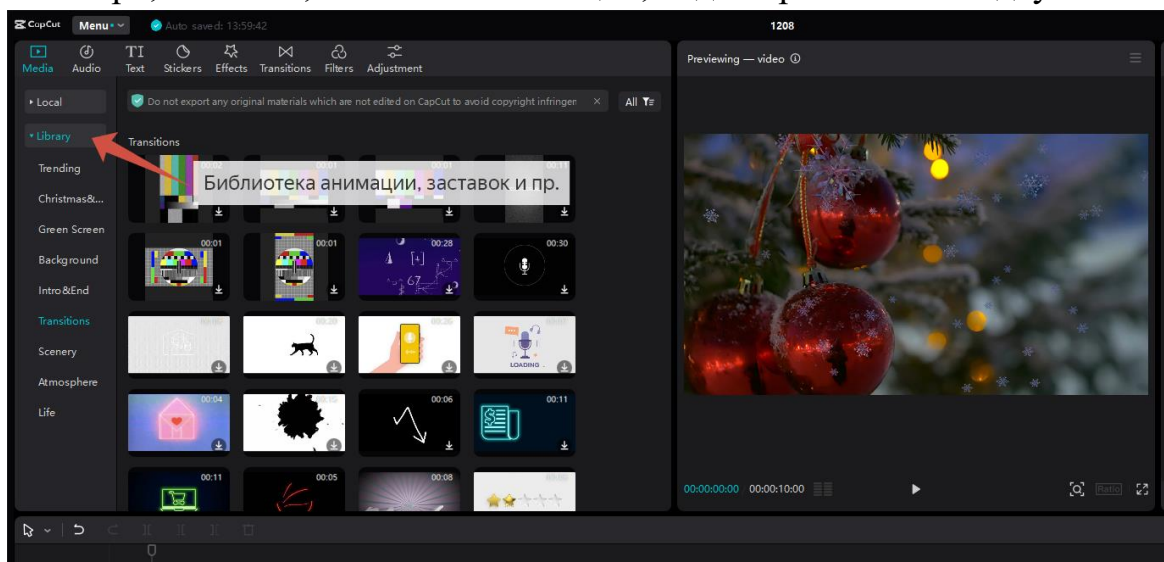 CapCut Menu Auto saved: 13:59:42 1208
Media Audio Text Stickers Effects Transitions Filters Adjustment
Previewing — video
Local
Do not export any original materials which are not edited on CapCut to avoid copyright infringen
All
Library
Transitions
Trending
Библиотека анимации, заставок и пр.
Christmas&...
Green Screen
00:01 00:01 00:28 00:30
Background
67
Intro&End
Transitions
LOADING
Scenery
Atmosphere
00:04 00:06 00:11
Life
00:11 00:05 00:08
00:00:00:00 00:00:10:00
Ratio